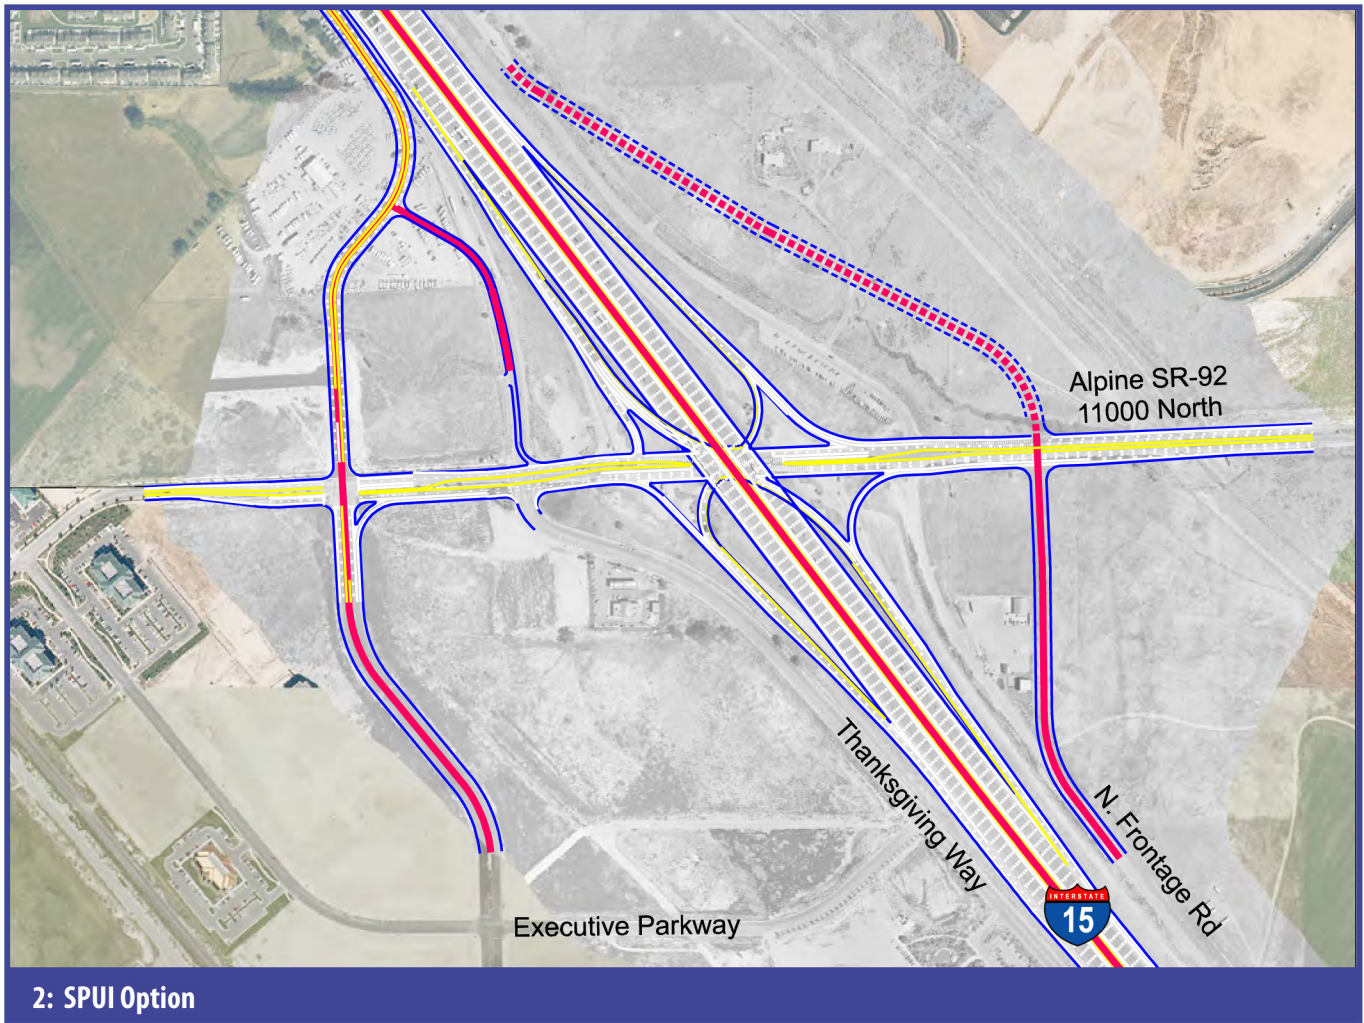 Alpine SR-92
11000 North
Thanksgiving Way
N. Frontage Rd
INTERSTATE
15
Executive Parkway
2: SPUI Option